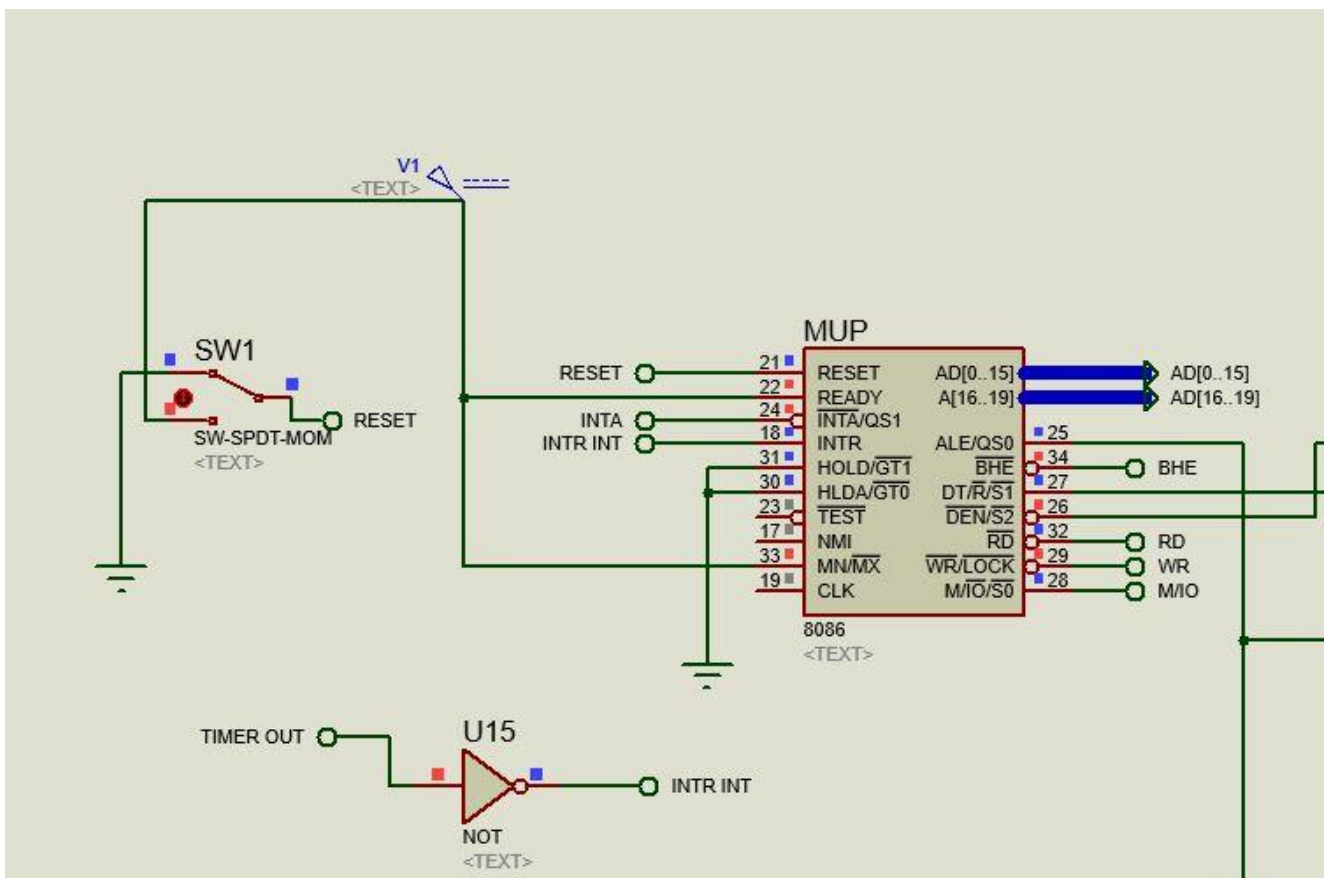 V1
<TEXT>
SW1
RESET
SW-SPDT-MOM
<TEXT>
MUP
RESET
INTA
INTR INT
21
22
24
18
31
30
23
17
33
19
RESET
READY
INTA/QS1
INTR
HOLD/GT1
HLDA/GT0
TEST
NMI
MN/MX
CLK
AD[0..15]
A[16..19]
ALE/QS0
BHE
DT/R/S1
DEN/S2
RD
WR/LOCK
M/IO/S0
25
34
27
26
32
29
28
AD[0..15]
AD[16..19]
BHE
RD
WR
M/IO
8086
<TEXT>
TIMER OUT
U15
INTR INT
NOT
<TEXT>